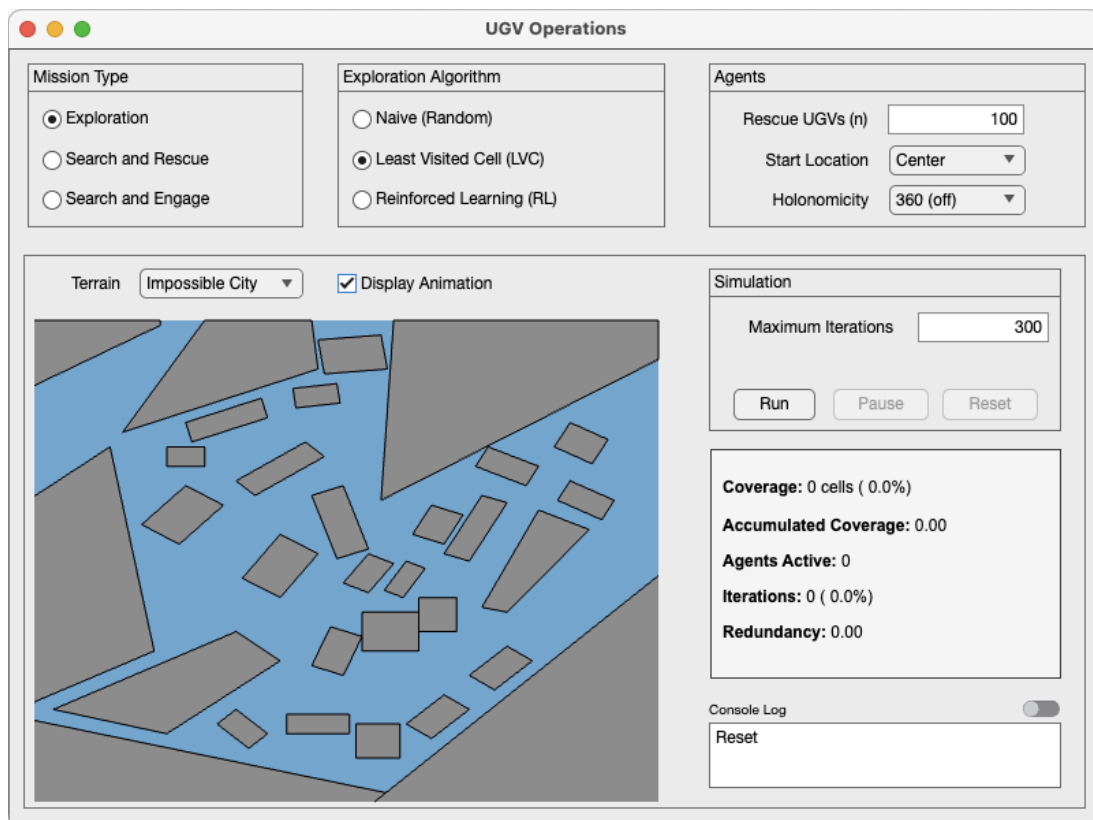 UGV Operations
Mission Type
Exploration
Search and Rescue
Search and Engage
Exploration Algorithm
Naive (Random)
Least Visited Cell (LVC)
Reinforced Learning (RL)
Agents
Rescue UGVs (n) 100
Start Location Center
Holonomicity 360 (off)
Terrain Impossible City Display Animation
Simulation
Maximum Iterations 300
Run Pause Reset
Coverage: 0 cells ( 0.0%)
Accumulated Coverage: 0.00
Agents Active: 0
Iterations: 0 ( 0.0%)
Redundancy: 0.00
Console Log
Reset